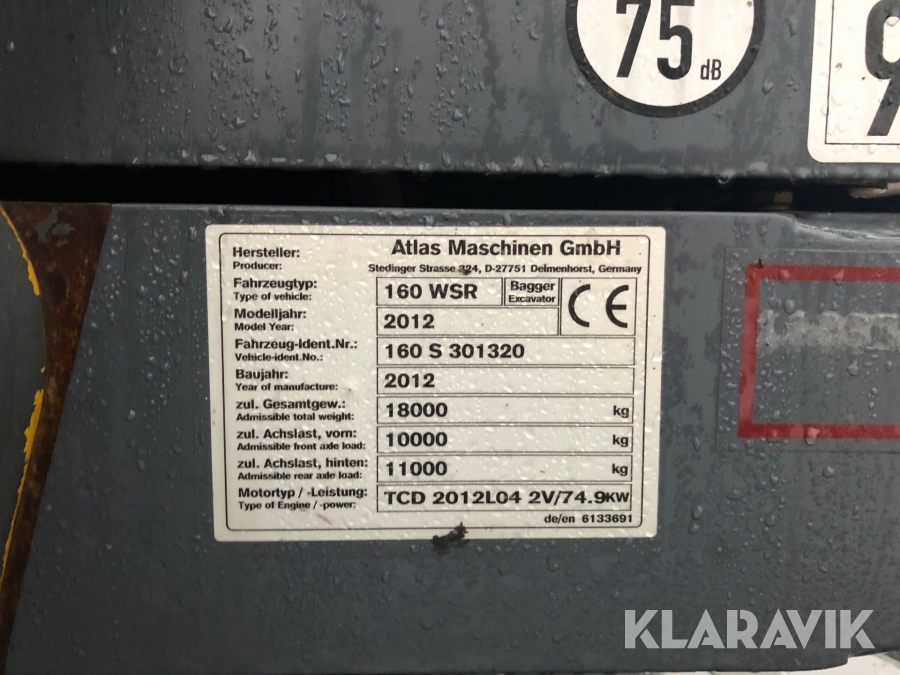 75 dB
9
Hersteller: Atlas Maschinen GmbH
Producer: Stedinger Strasse 324, D-27751 Delmenhorst, Germany
Fahrzeugtyp: 160 WSR Bagger
Type of vehicle: Excavator CE
Modelljahr: 2012
Model Year:
Fahrzeug-Ident.Nr.: 160 S 301320
Vehicle-ident.No.:
Baujahr: 2012
Year of manufacture:
zul. Gesamtgew.: 18000 kg
Admissible total weight:
zul. Achslast, vorn: 10000 kg
Admissible front axle load:
zul. Achslast, hinten: 11000 kg
Admissible rear axle load:
Motortyp / -Leistung: TCD 2012L04 2V/74.9KW
Type of Engine / -power:
de/en 6133691
KLARAVIK